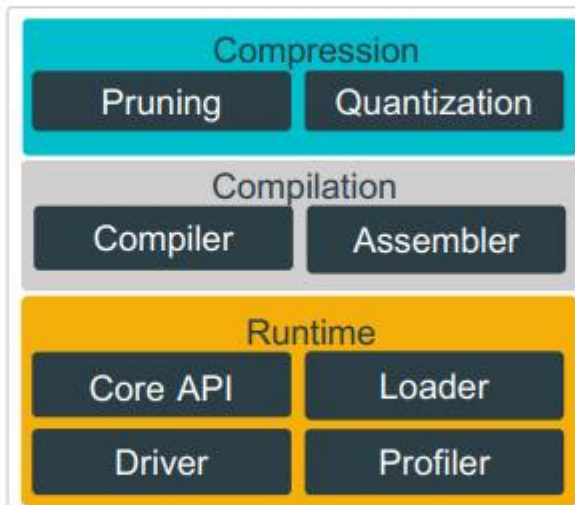 Compression
Pruning Quantization
Compilation
Compiler Assembler
Runtime
Core API Loader
Driver Profiler